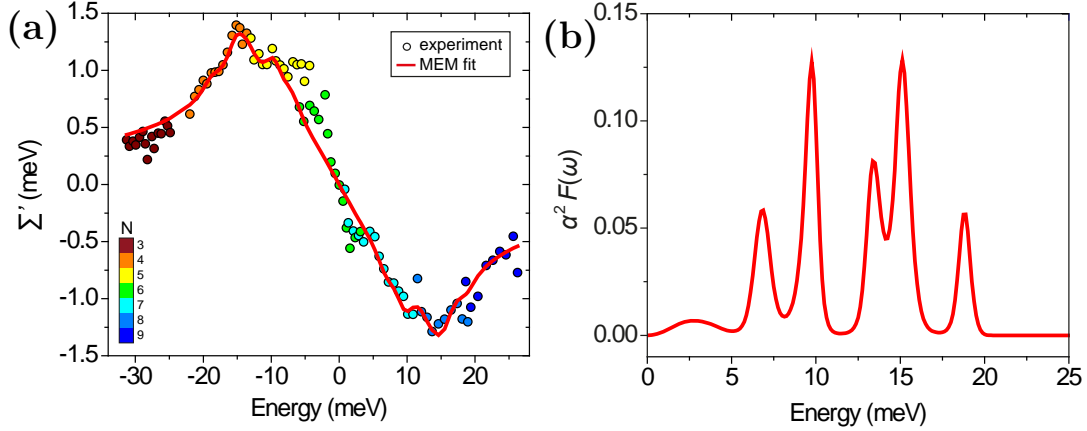 (a)
1.5
1.0
0.5
0.0
-0.5
-1.0
-1.5
Σ’ (meV)
experiment
MEM fit
N
3
4
5
6
7
8
9
-30 -20 -10 0 10 20
Energy (meV)
(b)
0.15
0.10
0.05
0.00
α² F(ω)
0 5 10 15 20 25
Energy (meV)